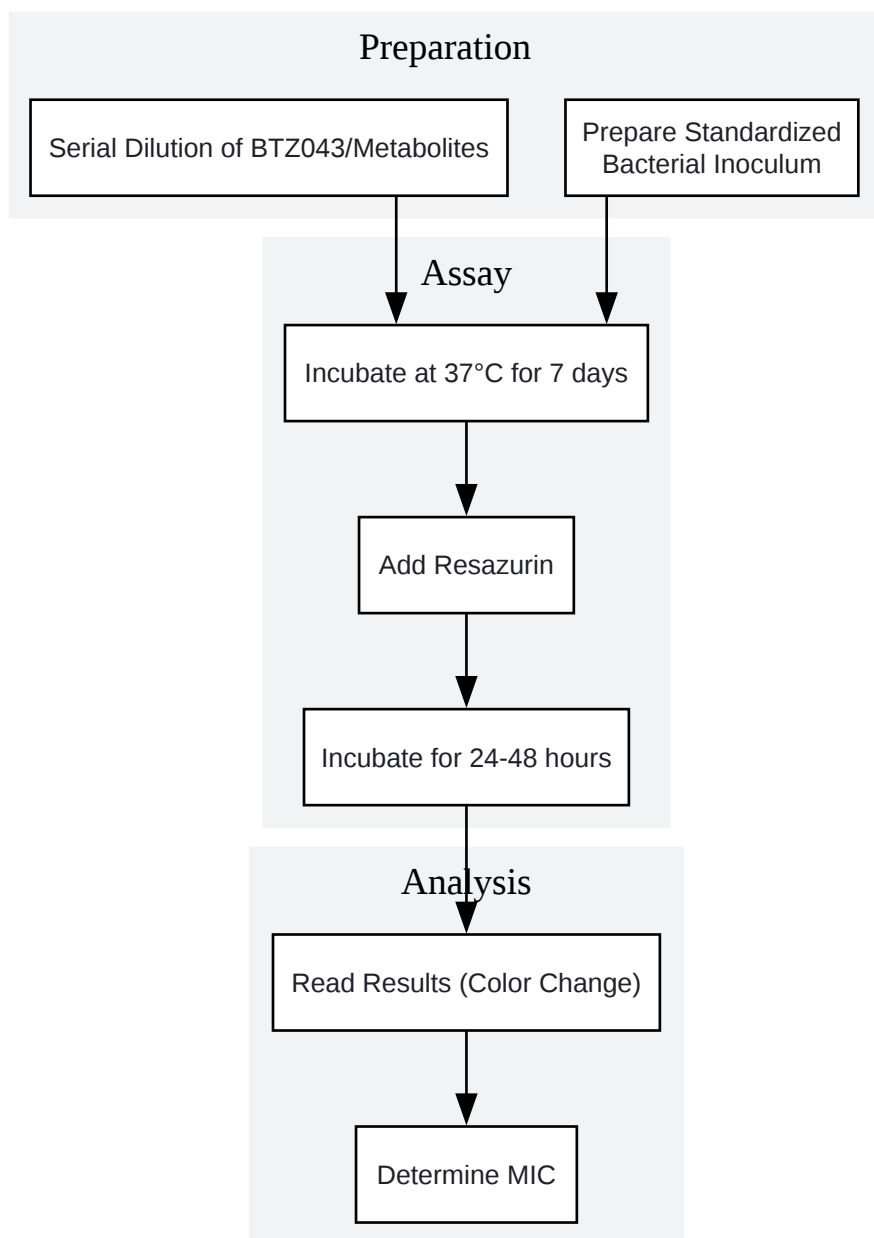 Preparation
Serial Dilution of BTZ043/Metabolites
Prepare Standardized
Bacterial Inoculum
Assay
Incubate at 37°C for 7 days
Add Resazurin
Incubate for 24-48 hours
Analysis
Read Results (Color Change)
Determine MIC